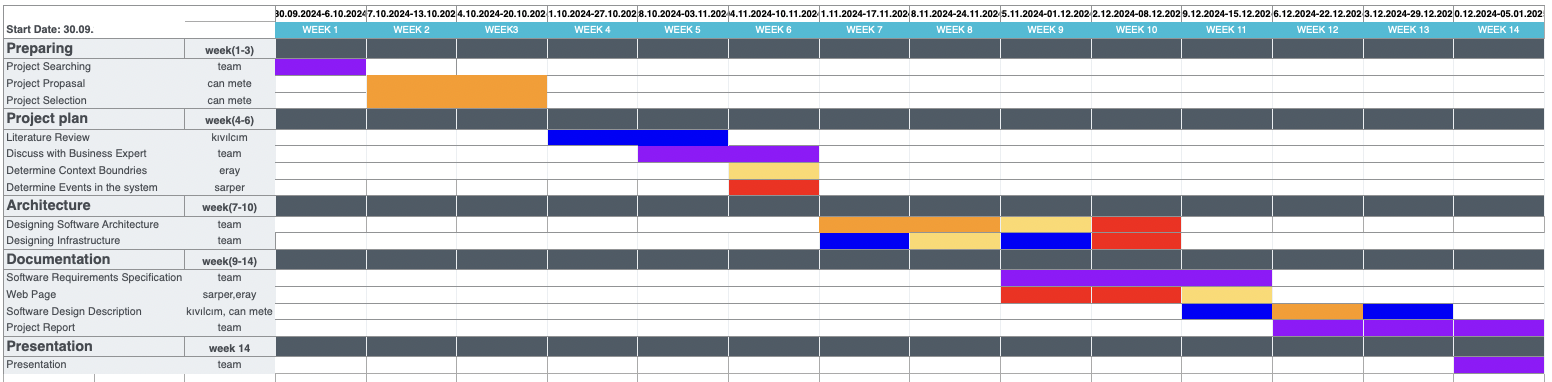 30.09.2024-6.10.2024 7.10.2024-13.10.202 4.10.2024-20.10.202 1.10.2024-27.10.202 8.10.2024-03.11.202 4.11.2024-10.11.202 1.11.2024-17.11.202 8.11.2024-24.11.202 5.11.2024-01.12.202 2.12.2024-08.12.202 9.12.2024-15.12.202 6.12.2024-22.12.202 3.12.2024-29.12.202 0.12.2024-05.01.202
Start Date: 30.09. WEEK 1 WEEK 2 WEEK3 WEEK 4 WEEK 5 WEEK 6 WEEK 7 WEEK 8 WEEK 9 WEEK 10 WEEK 11 WEEK 12 WEEK 13 WEEK 14
Preparing week(1-3)
Project Searching team
Project Propasal can mete
Project Selection can mete
Project plan week(4-6)
Literature Review kıvılcım
Discuss with Business Expert team
Determine Context Boundries eray
Determine Events in the system sarper
Architecture week(7-10)
Designing Software Architecture team
Designing Infrastructure team
Documentation week(9-14)
Software Requirements Specification team
Web Page sarper,eray
Software Design Description kıvılcım, can mete
Project Report team
Presentation week 14
Presentation team